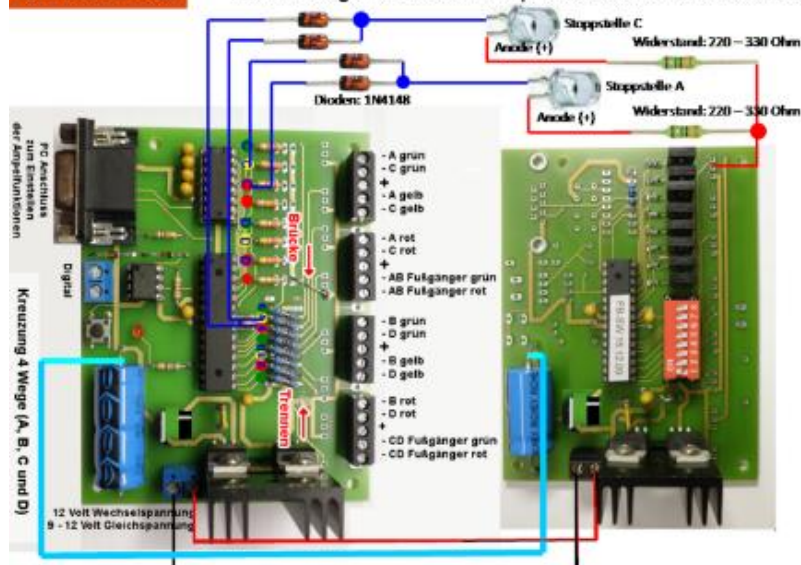 Stoppstelle C
Anode (+)
Widerstand: 220 – 330 Ohm
Stoppstelle A
Dioden: 1N4148
Anode (+)
Widerstand: 220 – 330 Ohm
PC Anschluss
zum Einstellen
der Ampelfunktionen
Digital
Kreuzung 4 Wege (A, B, C und D)
Brücke
Trennen
- A grün
- C grün
+
- A gelb
- C gelb
- A rot
- C rot
+
- AB Fußgänger grün
- AB Fußgänger rot
- B grün
- D grün
+
- B gelb
- D gelb
- B rot
- D rot
+
- CD Fußgänger grün
- CD Fußgänger rot
12 Volt Wechselspannung
9 - 12 Volt Gleichspannung